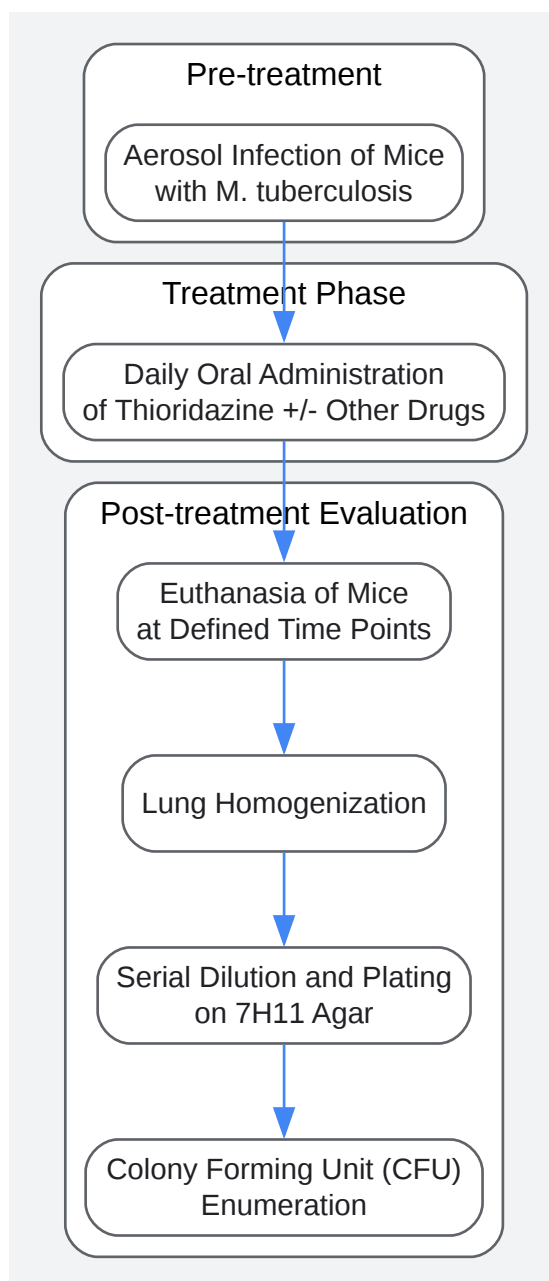 Pre-treatment
Aerosol Infection of Mice
with M. tuberculosis
Treatment Phase
Daily Oral Administration
of Thioridazine +/- Other Drugs
Post-treatment Evaluation
Euthanasia of Mice
at Defined Time Points
Lung Homogenization
Serial Dilution and Plating
on 7H11 Agar
Colony Forming Unit (CFU)
Enumeration